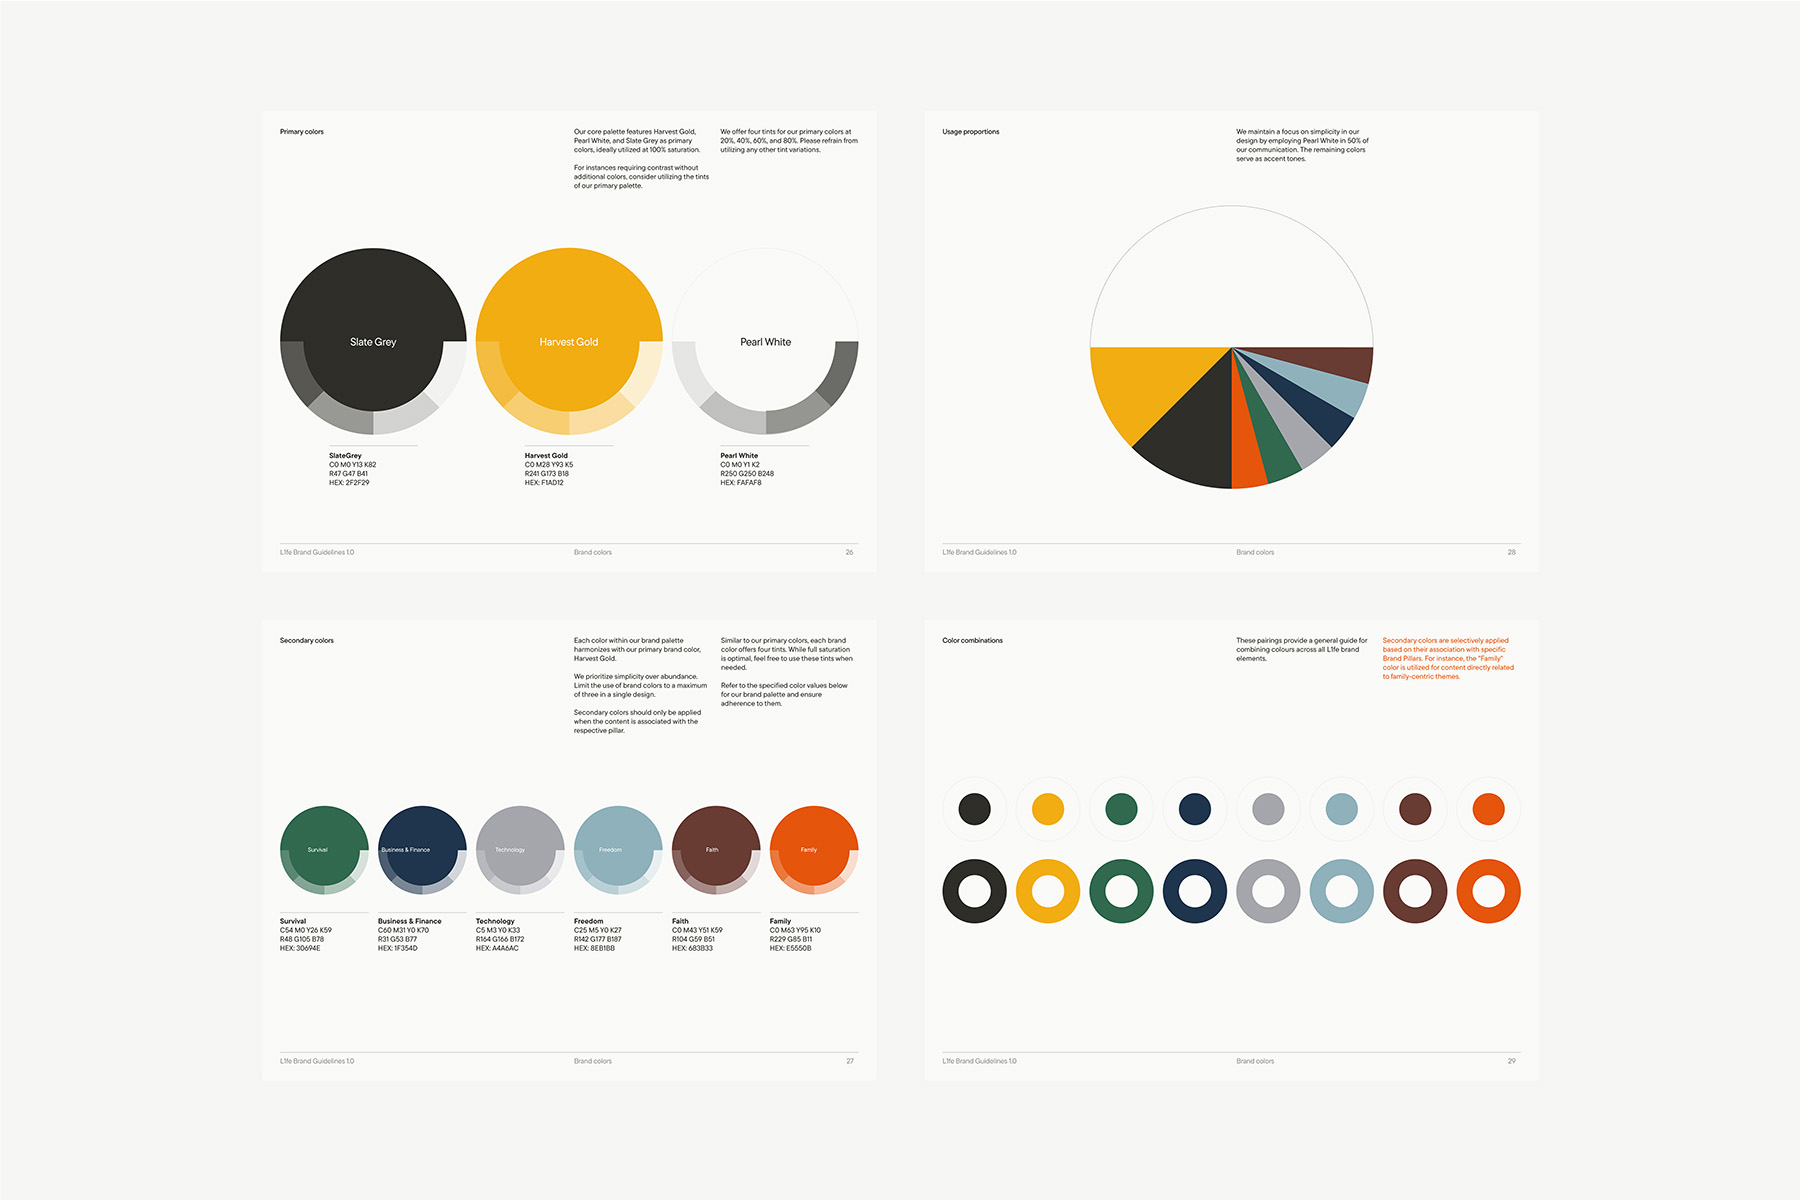 Primary colors
Our core palette features Harvest Gold,
Pearl White, and Slate Grey as primary
colors, ideally utilized at 100% saturation.
For instances requiring contrast without
additional colors, consider utilizing the tints
of our primary palette.
We offer four tints for our primary colors at
20%, 40%, 60%, and 80%. Please refrain from
utilizing any other tint variations.
Slate Grey
Harvest Gold
Pearl White
SlateGrey
C0 M0 Y13 K82
R47 G47 B41
HEX: 2F2F29
Harvest Gold
C0 M28 Y93 K5
R241 G173 B18
HEX: F1AD12
Pearl White
C0 M0 Y1 K2
R250 G250 B248
HEX: FAFAF8
L1fe Brand Guidelines 1.0
Brand colors
26
Usage proportions
We maintain a focus on simplicity in our
design by employing Pearl White in 50% of
our communication. The remaining colors
serve as accent tones.
L1fe Brand Guidelines 1.0
Brand colors
28
Secondary colors
Each color within our brand palette
harmonizes with our primary brand color,
Harvest Gold.
We prioritize simplicity over abundance.
Limit the use of brand colors to a maximum
of three in a single design.
Secondary colors should only be applied
when the content is associated with the
respective pillar.
Similar to our primary colors, each brand
color offers four tints. While full saturation
is optimal, feel free to use these tints when
needed.
Refer to the specified color values below
for our brand palette and ensure
adherence to them.
Survival
Business & Finance
Technology
Freedom
Faith
Family
Survival
C54 M0 Y26 K59
R48 G105 B78
HEX: 30694E
Business & Finance
C60 M31 Y0 K70
R31 G53 B77
HEX: 1F354D
Technology
C5 M3 Y0 K33
R164 G166 B172
HEX: A4A6AC
Freedom
C25 M5 Y0 K27
R142 G177 B187
HEX: 8EB1BB
Faith
C0 M43 Y51 K59
R104 G59 B51
HEX: 683B33
Family
C0 M63 Y95 K10
R229 G85 B11
HEX: E5550B
L1fe Brand Guidelines 1.0
Brand colors
27
Color combinations
These pairings provide a general guide for
combining colours across all L1fe brand
elements.
Secondary colors are selectively applied
based on their association with specific
Brand Pillars. For instance, the "Family"
color is utilized for content directly related
to family-centric themes.
L1fe Brand Guidelines 1.0
Brand colors
29